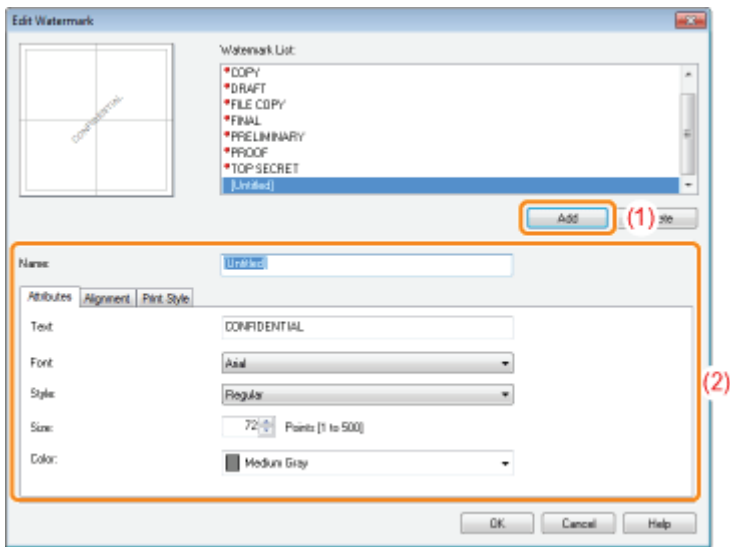 Edit Watermark
Watermark List:
CONFIDENTIAL
*COPY
*DRAFT
*FILE COPY
*FINAL
*PRELIMINARY
*PROOF
*TOP SECRET
[Untitled]
Add
(1)
Name:
[Untitled]
Attributes Alignment Print Style
Text:
CONFIDENTIAL
Font:
Arial
Style:
Regular
(2)
Size:
72 Points [1 to 500]
Color:
Medium Gray
OK Cancel Help